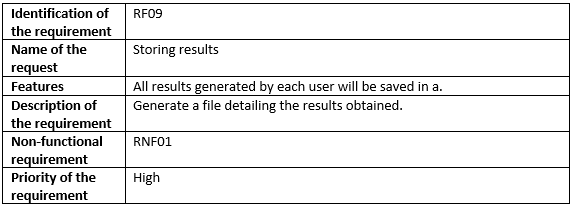 Identification of RF09
the requirement
Name of the Storing results
request
Features All results generated by each user will be saved in a.
Description of Generate a file detailing the results obtained.
the requirement
Non-functional RNF01
requirement
Priority of the High
requirement